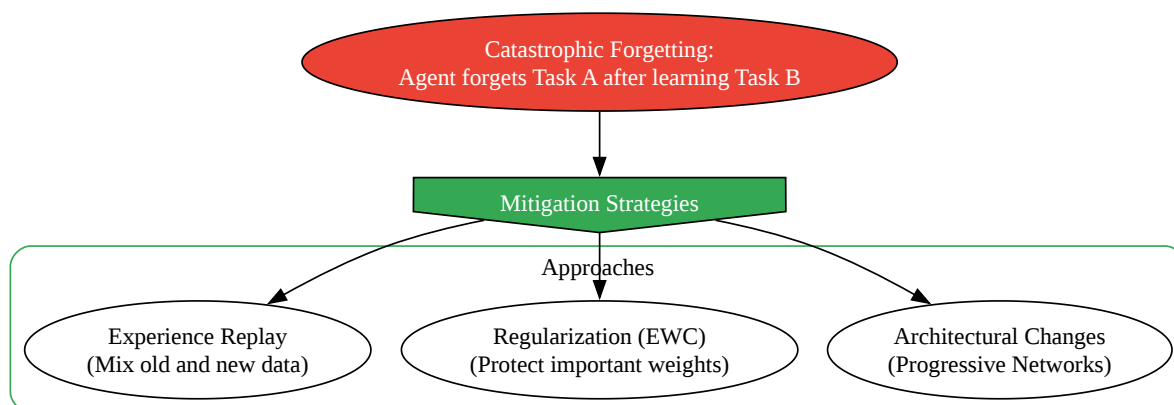 Catastrophic Forgetting:
Agent forgets Task A after learning Task B
Mitigation Strategies
Approaches
Experience Replay
(Mix old and new data)
Regularization (EWC)
(Protect important weights)
Architectural Changes
(Progressive Networks)